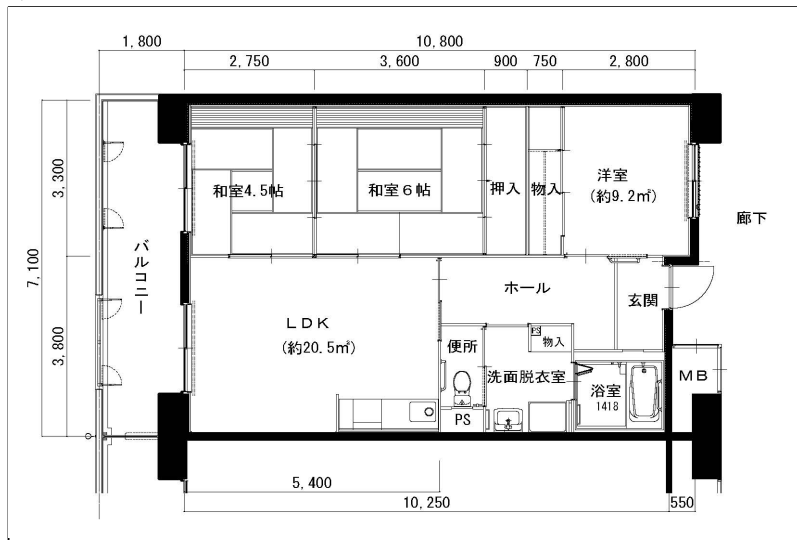 1,800
10,800
2,750
3,600
900
750
2,800
3,300
7,100
3,800
和室4.5帖
和室6帖
押入
物入
洋室
(約9.2㎡)
廊下
バルコニー
ホール
玄関
LDK
(約20.5㎡)
便所
PS
物入
洗面脱衣室
浴室
1418
MB
PS
5,400
10,250
550